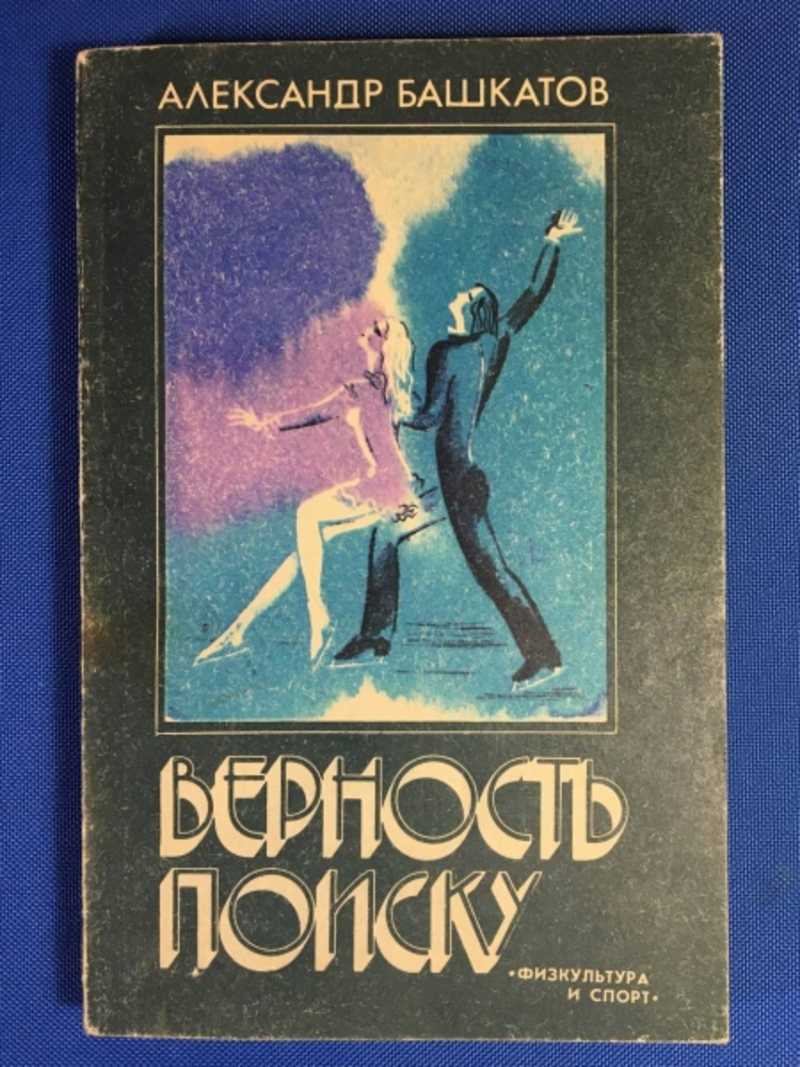 АЛЕКСАНДР БАШКАТОВ
ВЕРНОСТЬ
ПОИСКУ
•ФИЗКУЛЬТУРА
И СПОРТ•